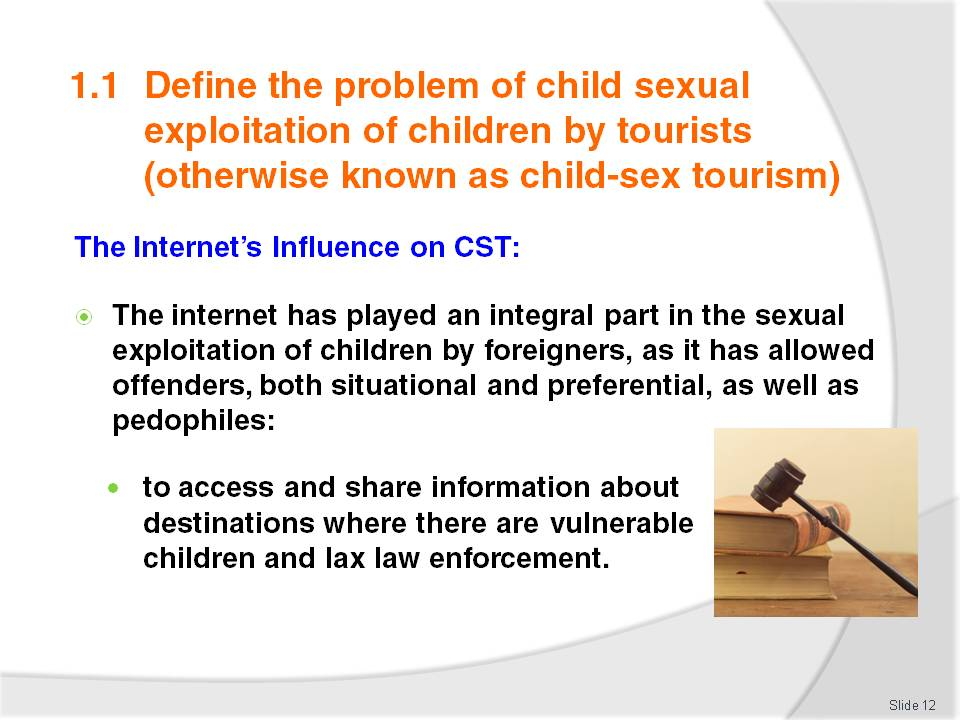 1.1 Define the problem of child sexual
exploitation of children by tourists
(otherwise known as child-sex tourism)
The Internet’s Influence on CST:
The internet has played an integral part in the sexual
exploitation of children by foreigners, as it has allowed
offenders, both situational and preferential, as well as
pedophiles:
to access and share information about
destinations where there are vulnerable
children and lax law enforcement.
Slide 12